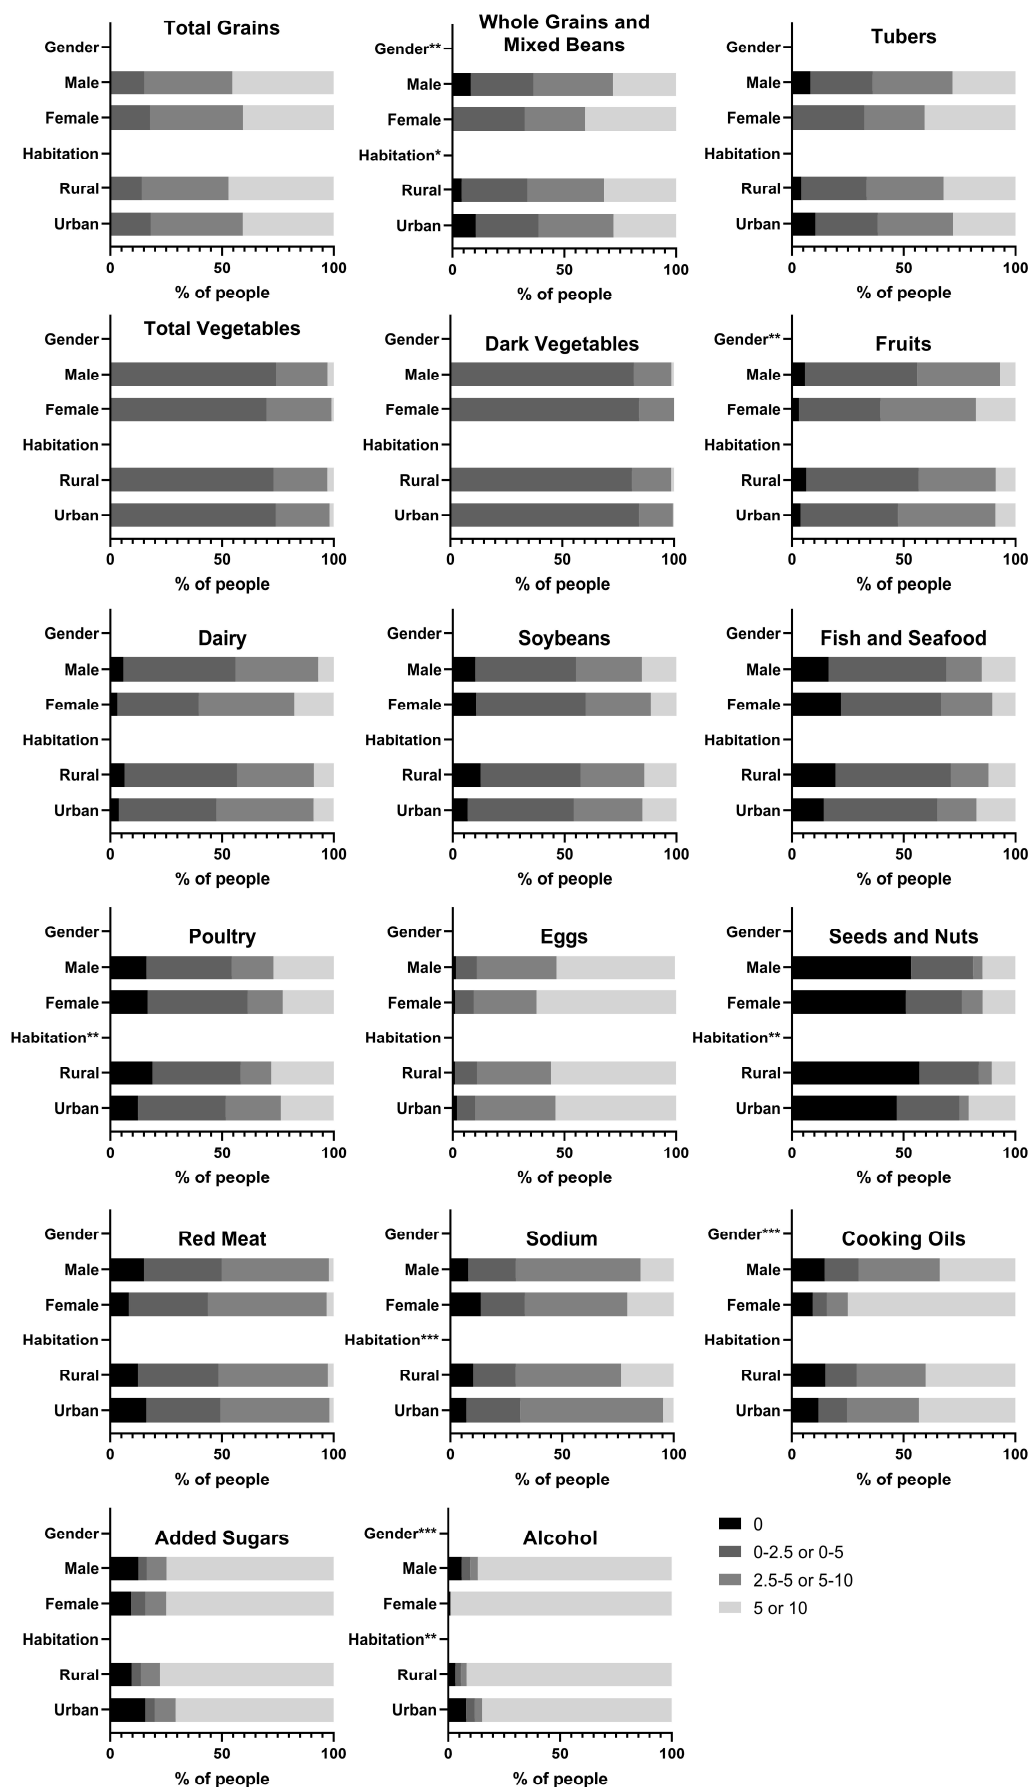 Total Grains
Gender
Male
Female
Habitation
Rural
Urban
0 50 100
% of people
Whole Grains and
Mixed Beans
Gender**
Male
Female
Habitation*
Rural
Urban
0 50 100
% of people
Tubers
Gender
Male
Female
Habitation
Rural
Urban
0 50 100
% of people
Total Vegetables
Gender
Male
Female
Habitation
Rural
Urban
0 50 100
% of people
Dark Vegetables
Gender
Male
Female
Habitation
Rural
Urban
0 50 100
% of people
Fruits
Gender**
Male
Female
Habitation
Rural
Urban
0 50 100
% of people
Dairy
Gender
Male
Female
Habitation
Rural
Urban
0 50 100
% of people
Soybeans
Gender
Male
Female
Habitation
Rural
Urban
0 50 100
% of people
Fish and Seafood
Gender
Male
Female
Habitation
Rural
Urban
0 50 100
% of people
Poultry
Gender
Male
Female
Habitation**
Rural
Urban
0 50 100
% of people
Eggs
Gender
Male
Female
Habitation
Rural
Urban
0 50 100
% of people
Seeds and Nuts
Gender
Male
Female
Habitation**
Rural
Urban
0 50 100
% of people
Red Meat
Gender
Male
Female
Habitation
Rural
Urban
0 50 100
% of people
Sodium
Gender
Male
Female
Habitation***
Rural
Urban
0 50 100
% of people
Cooking Oils
Gender***
Male
Female
Habitation
Rural
Urban
0 50 100
% of people
Added Sugars
Gender
Male
Female
Habitation
Rural
Urban
0 50 100
% of people
Alcohol
Gender***
Male
Female
Habitation**
Rural
Urban
0 50 100
% of people
0
0-2.5 or 0-5
2.5-5 or 5-10
5 or 10